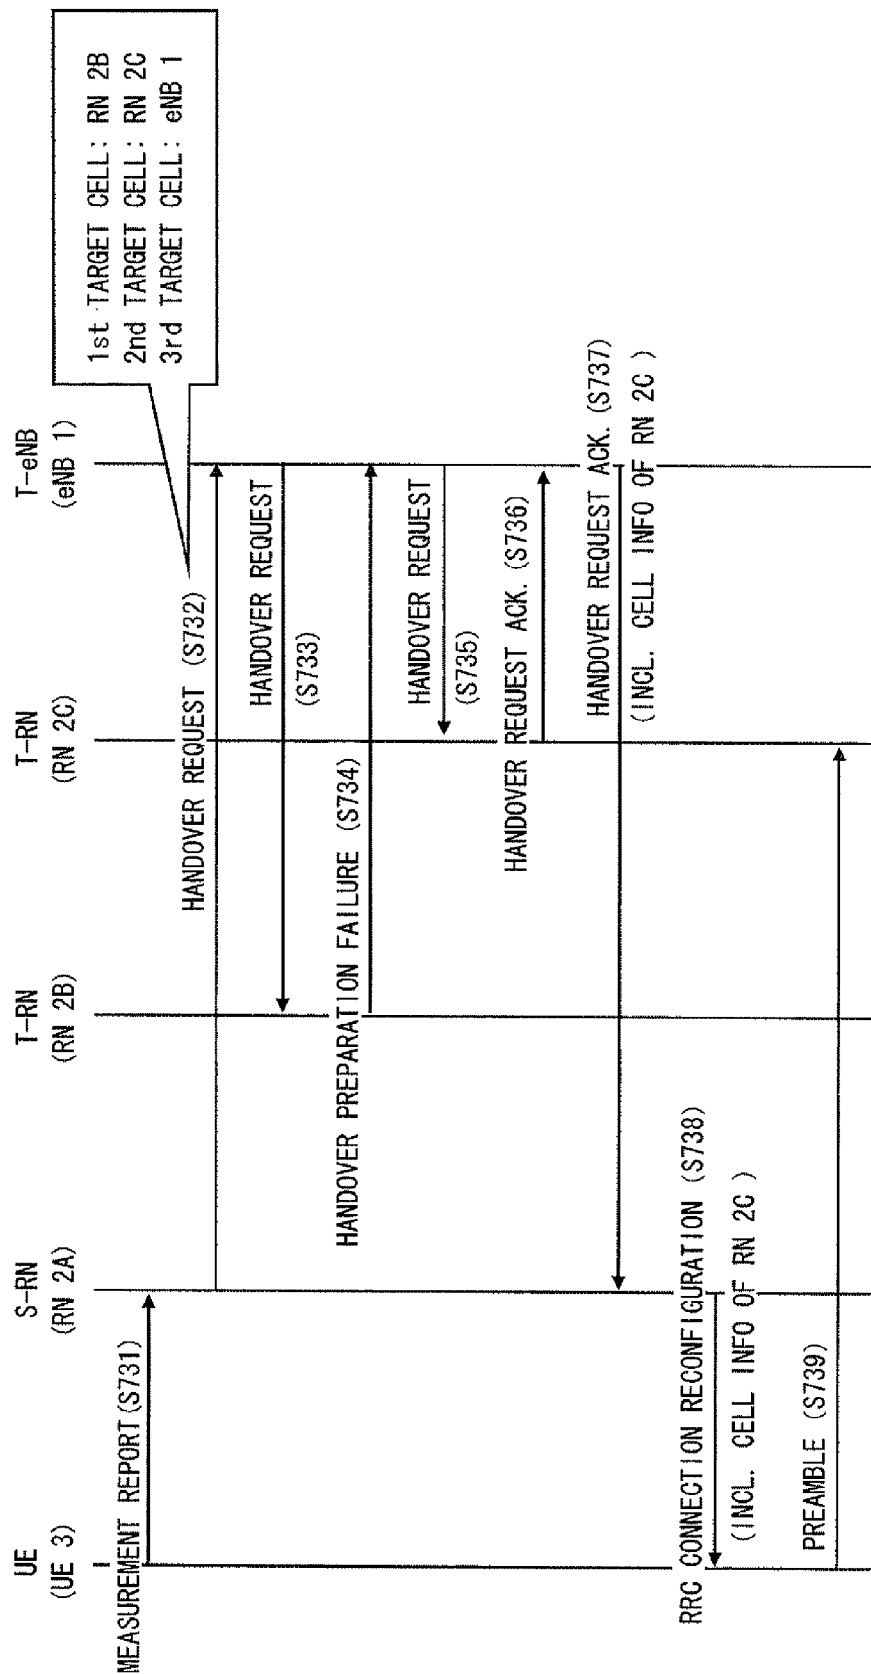 UE
(UE 3)
S-RN
(RN 2A)
T-RN
(RN 2B)
T-RN
(RN 2C)
T-eNB
(eNB 1)
1st TARGET CELL: RN 2B
2nd TARGET CELL: RN 2C
3rd TARGET CELL: eNB 1
MEASUREMENT REPORT(S731)
HANDOVER REQUEST (S732)
HANDOVER REQUEST
(S733)
HANDOVER PREPARATION FAILURE (S734)
HANDOVER REQUEST
(S735)
HANDOVER REQUEST ACK. (S736)
HANDOVER REQUEST ACK. (S737)
(INCL. CELL INFO OF RN 2C )
RRC CONNECTION RECONFIGURATION (S738)
(INCL. CELL INFO OF RN 2C )
PREAMBLE (S739)